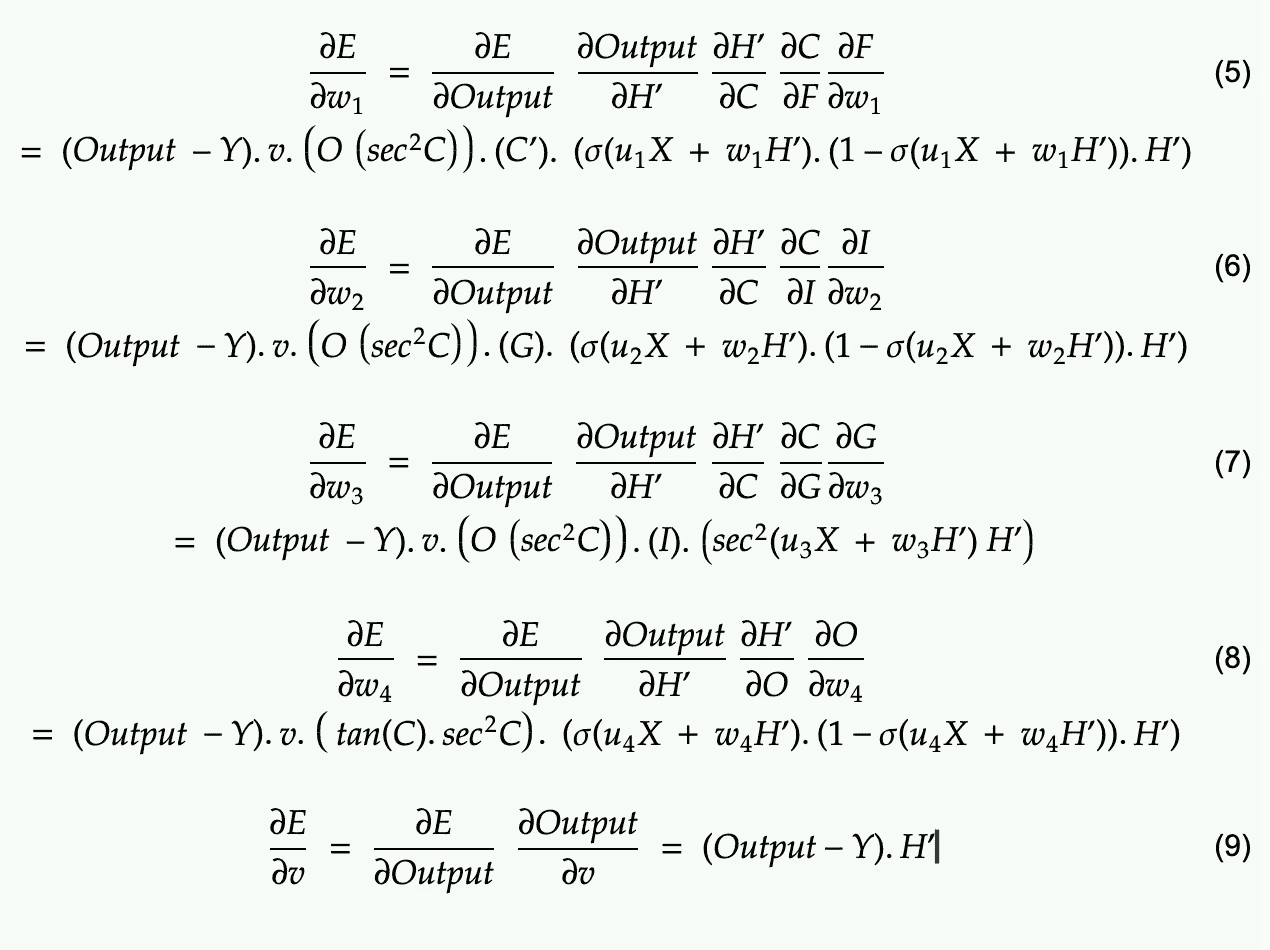 ∂E/∂w₁ = ∂E/∂Output ∂Output/∂H′ ∂H′/∂C ∂C/∂F ∂F/∂w₁ (5)
= (Output − Y). v. (O (sec²C)). (C′). (σ(u₁X + w₁H′). (1 − σ(u₁X + w₁H′)). H′)
∂E/∂w₂ = ∂E/∂Output ∂Output/∂H′ ∂H′/∂C ∂C/∂I ∂I/∂w₂ (6)
= (Output − Y). v. (O (sec²C)). (G). (σ(u₂X + w₂H′). (1 − σ(u₂X + w₂H′)). H′)
∂E/∂w₃ = ∂E/∂Output ∂Output/∂H′ ∂H′/∂C ∂C/∂G ∂G/∂w₃ (7)
= (Output − Y). v. (O (sec²C)). (I). (sec²(u₃X + w₃H′) H′)
∂E/∂w₄ = ∂E/∂Output ∂Output/∂H′ ∂H′/∂O ∂O/∂w₄ (8)
= (Output − Y). v. ( tan(C). sec²C). (σ(u₄X + w₄H′). (1 − σ(u₄X + w₄H′)). H′)
∂E/∂v = ∂E/∂Output ∂Output/∂v = (Output − Y). H′ (9)